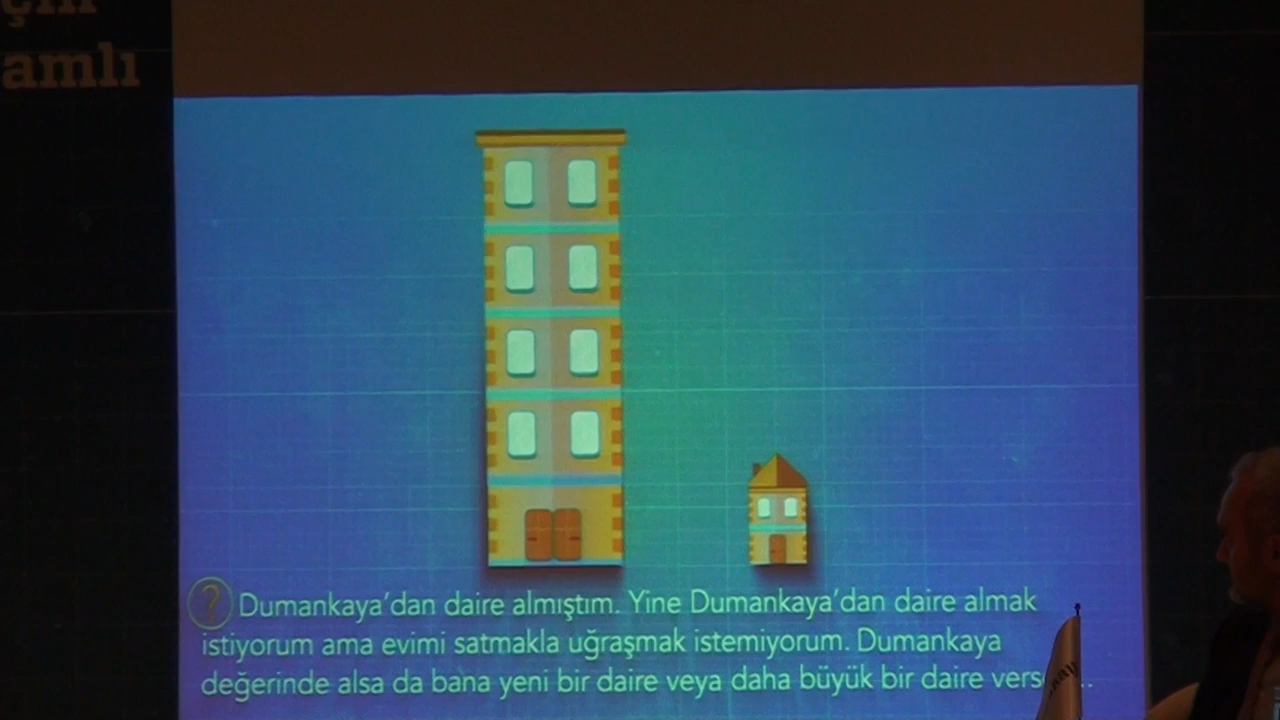 amlı
? Dumankaya'dan daire almıştım. Yine Dumankaya'dan daire almak
istiyorum ama evimi satmakla uğraşmak istemiyorum. Dumankaya
değerinde alsa da bana yeni bir daire veya daha büyük bir daire